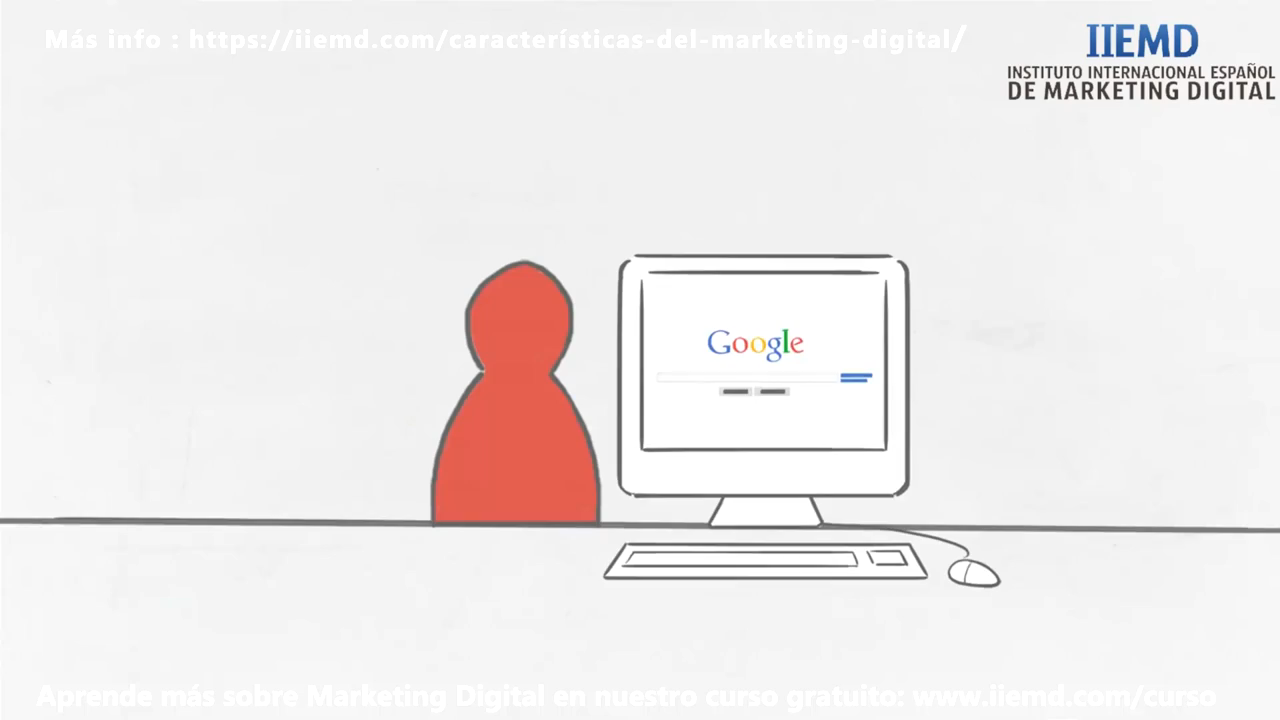 Más info : https://iiemd.com/características-del-marketing-digital/
IIEMD
INSTITUTO INTERNACIONAL ESPAÑOL
DE MARKETING DIGITAL
Google
Aprende más sobre Marketing Digital en nuestro curso gratuito: www.iiemd.com/curso